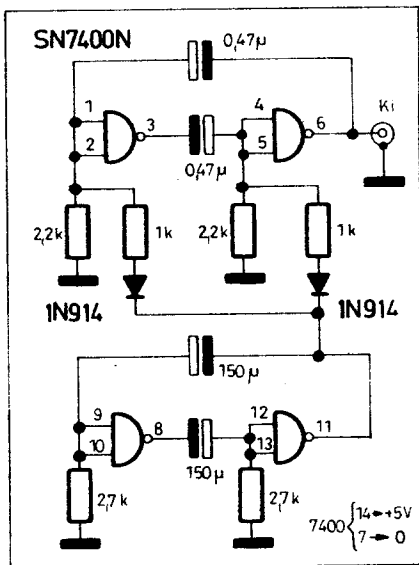 SN7400N
0,47µ
1
2
3
4
5
6
Ki
0,47µ
2,2k
1k
2,2k
1k
1N914
1N914
150µ
9
10
8
12
13
11
150µ
2,7k
2,7k
7400 { 14 → +5V
7 → 0